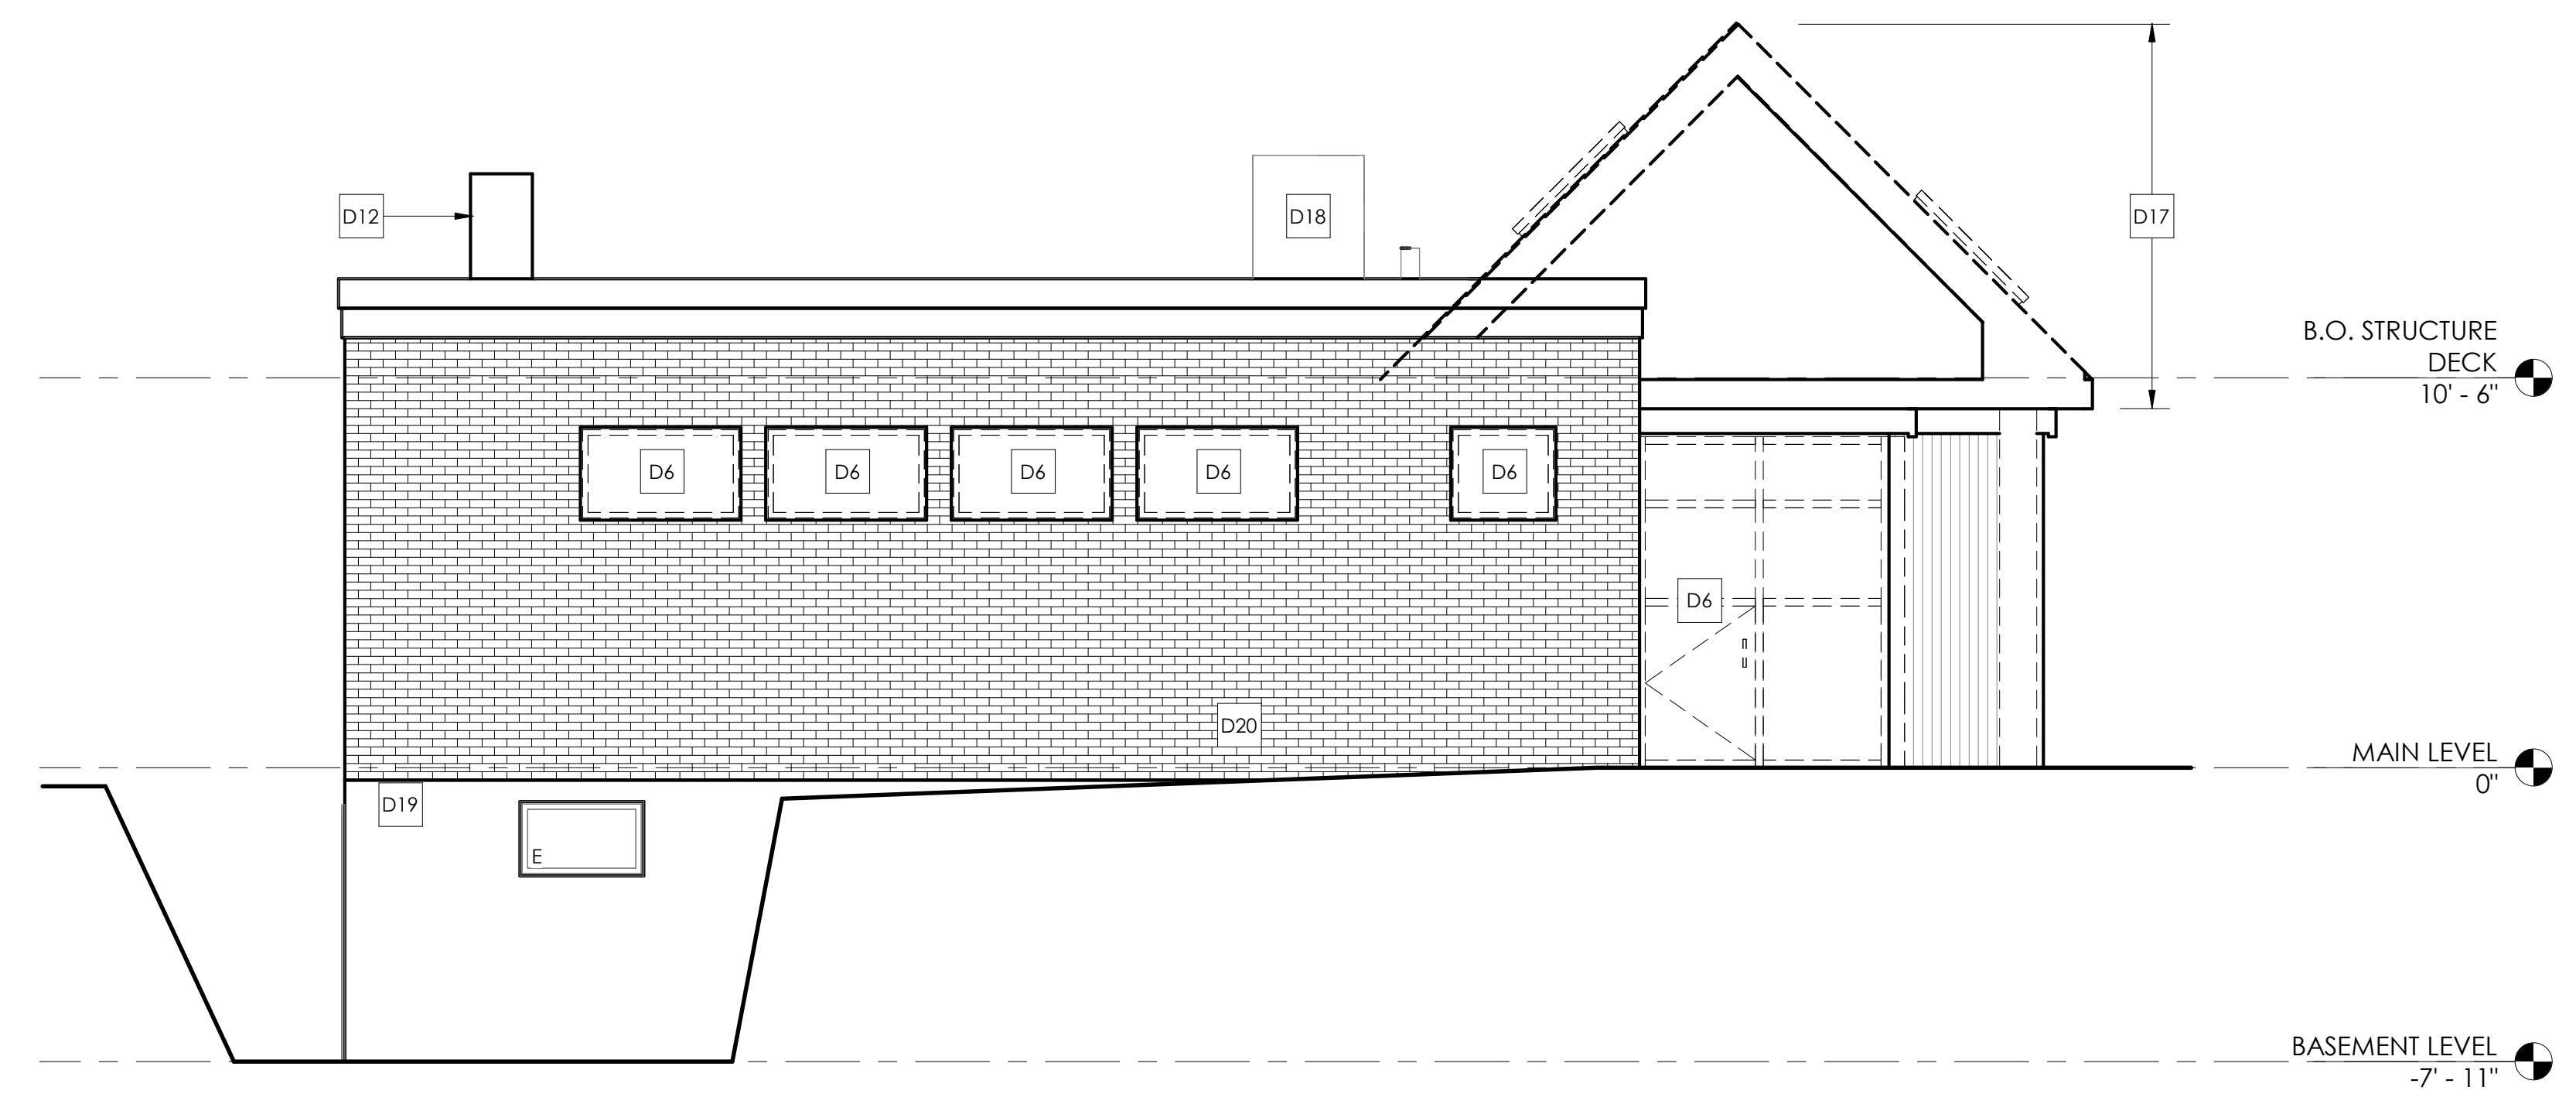 D12
D18
D17
B.O. STRUCTURE
DECK
10' - 6"
D6
D6
D6
D6
D6
D6
D20
MAIN LEVEL
0"
D19
E
BASEMENT LEVEL
-7' - 11"